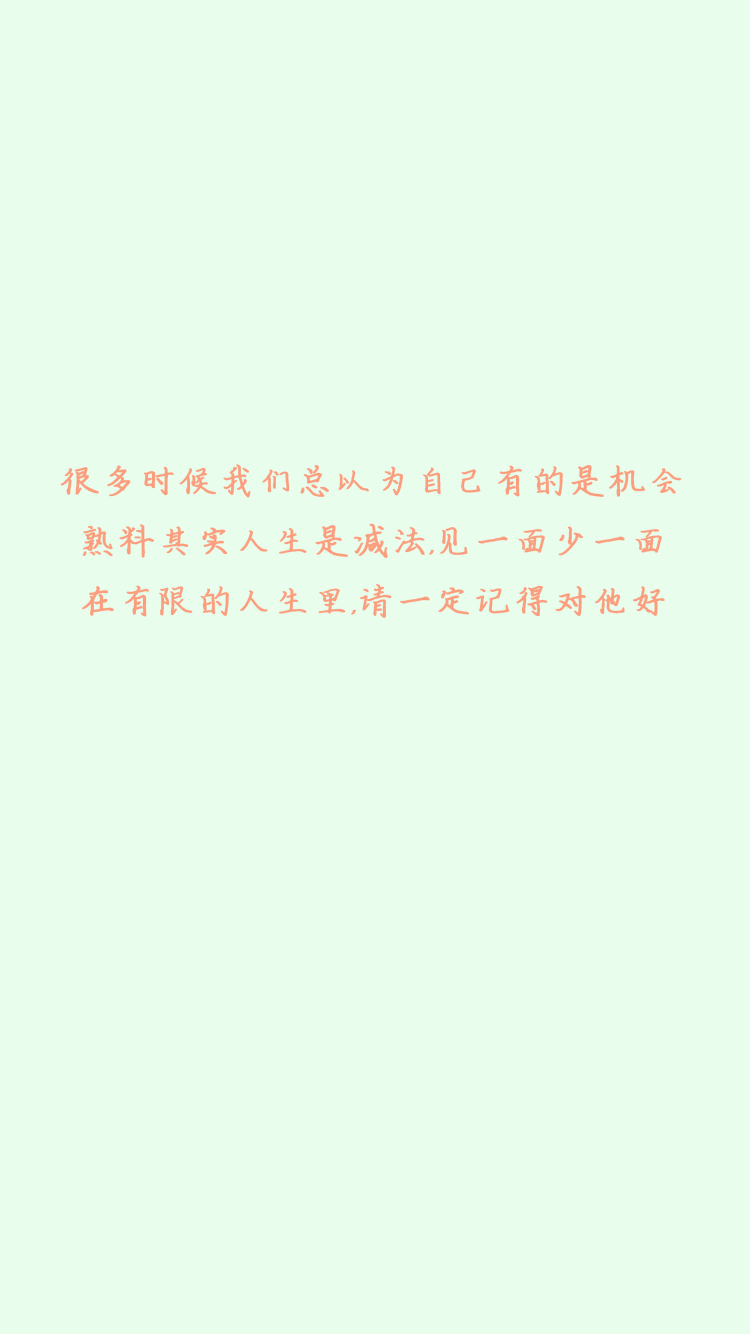 很多时候我们总以为自己有的是机会
熟料其实人生是减法,见一面少一面
在有限的人生里,请一定记得对他好